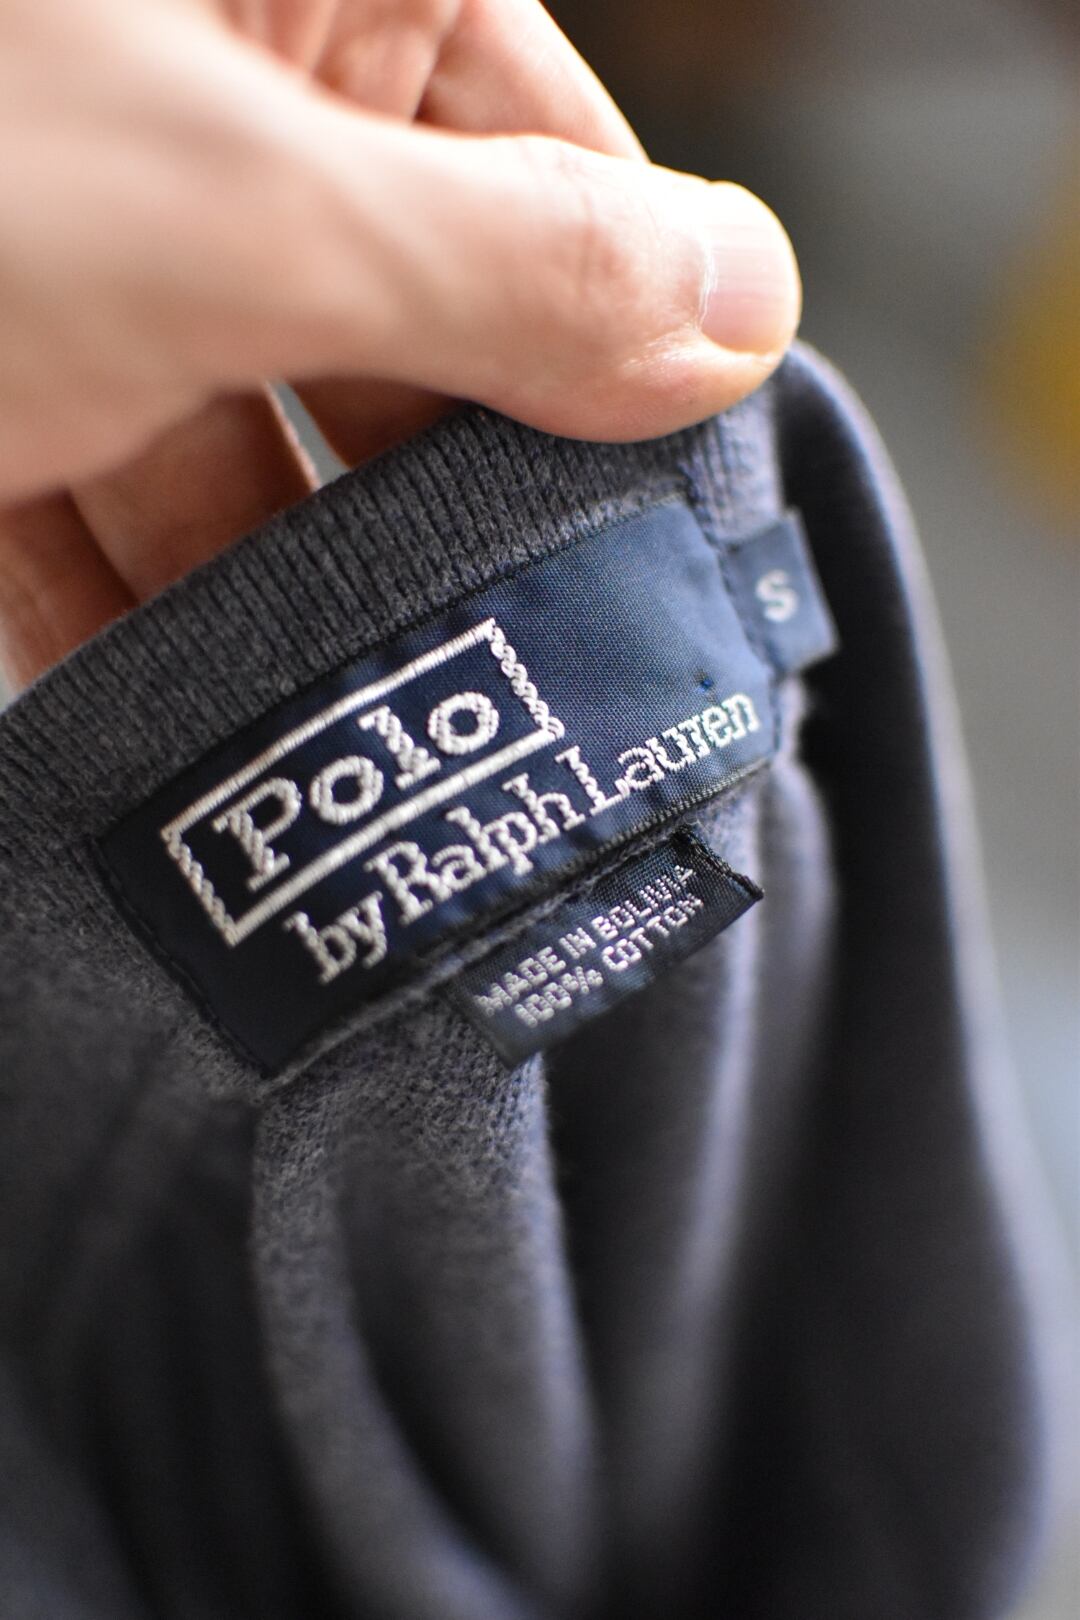 Polo
by Ralph Lauren
S
MADE IN BOLIVIA
100% COTTON